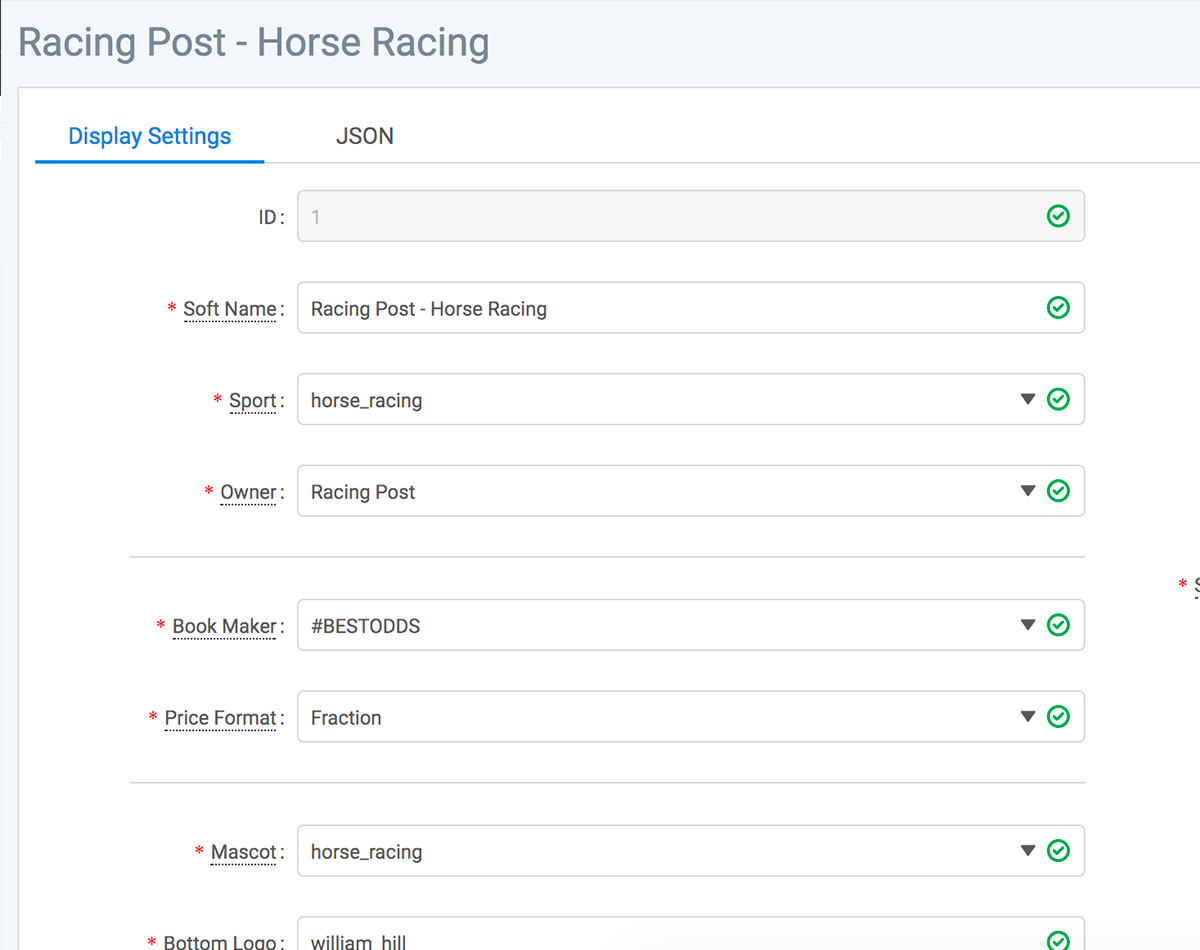 Racing Post - Horse Racing
Display Settings JSON
ID: 1
* Soft Name: Racing Post - Horse Racing
* Sport: horse_racing
* Owner: Racing Post
* Book Maker: #BESTODDS
* Price Format: Fraction
* Mascot: horse_racing
* Bottom Logo: william_hill